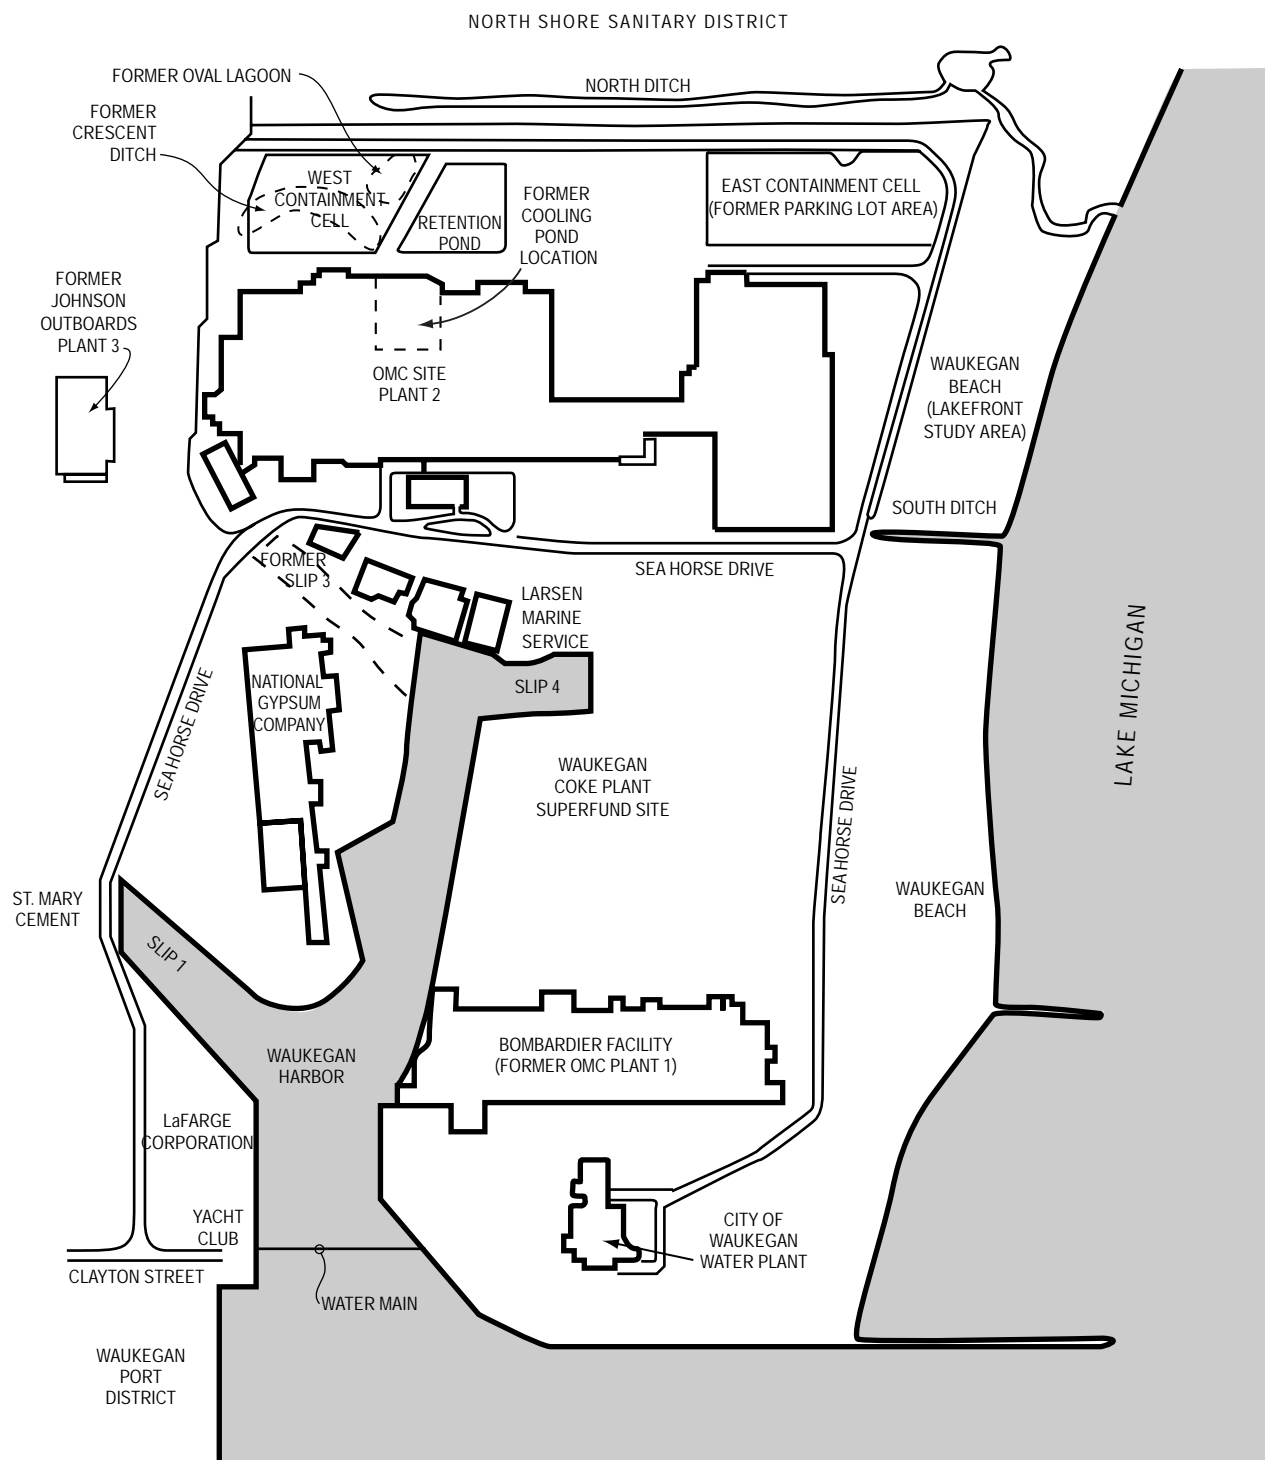 NORTH SHORE SANITARY DISTRICT
FORMER OVAL LAGOON
NORTH DITCH
FORMER
CRESCENT
DITCH
WEST
CONTAINMENT
CELL
RETENTION
POND
FORMER
COOLING
POND
LOCATION
EAST CONTAINMENT CELL
(FORMER PARKING LOT AREA)
FORMER
JOHNSON
OUTBOARDS
PLANT 3
OMC SITE
PLANT 2
WAUKEGAN
BEACH
(LAKEFRONT
STUDY AREA)
SOUTH DITCH
FORMER
SLIP 3
SEA HORSE DRIVE
LARSEN
MARINE
SERVICE
SLIP 4
NATIONAL
GYPSUM
COMPANY
SEA HORSE DRIVE
LAKE MICHIGAN
WAUKEGAN
COKE PLANT
SUPERFUND SITE
SEA HORSE DRIVE
ST. MARY
CEMENT
SLIP 1
WAUKEGAN
BEACH
WAUKEGAN
HARBOR
BOMBARDIER FACILITY
(FORMER OMC PLANT 1)
LaFARGE
CORPORATION
YACHT
CLUB
CITY OF
WAUKEGAN
WATER PLANT
CLAYTON STREET
WATER MAIN
WAUKEGAN
PORT
DISTRICT